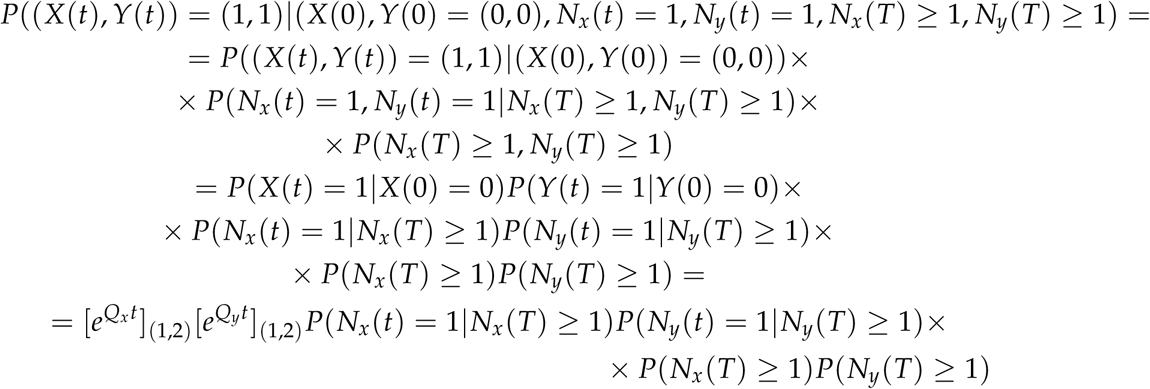 P((X(t), Y(t)) = (1, 1)|(X(0), Y(0) = (0, 0), N_x(t) = 1, N_y(t) = 1, N_x(T) ≥ 1, N_y(T) ≥ 1) =
= P((X(t), Y(t)) = (1, 1)|(X(0), Y(0)) = (0, 0))×
× P(N_x(t) = 1, N_y(t) = 1|N_x(T) ≥ 1, N_y(T) ≥ 1)×
× P(N_x(T) ≥ 1, N_y(T) ≥ 1)
= P(X(t) = 1|X(0) = 0)P(Y(t) = 1|Y(0) = 0)×
× P(N_x(t) = 1|N_x(T) ≥ 1)P(N_y(t) = 1|N_y(T) ≥ 1)×
× P(N_x(T) ≥ 1)P(N_y(T) ≥ 1) =
= [e^{Q_x t}]_{(1,2)} [e^{Q_y t}]_{(1,2)} P(N_x(t) = 1|N_x(T) ≥ 1)P(N_y(t) = 1|N_y(T) ≥ 1)×
× P(N_x(T) ≥ 1)P(N_y(T) ≥ 1)